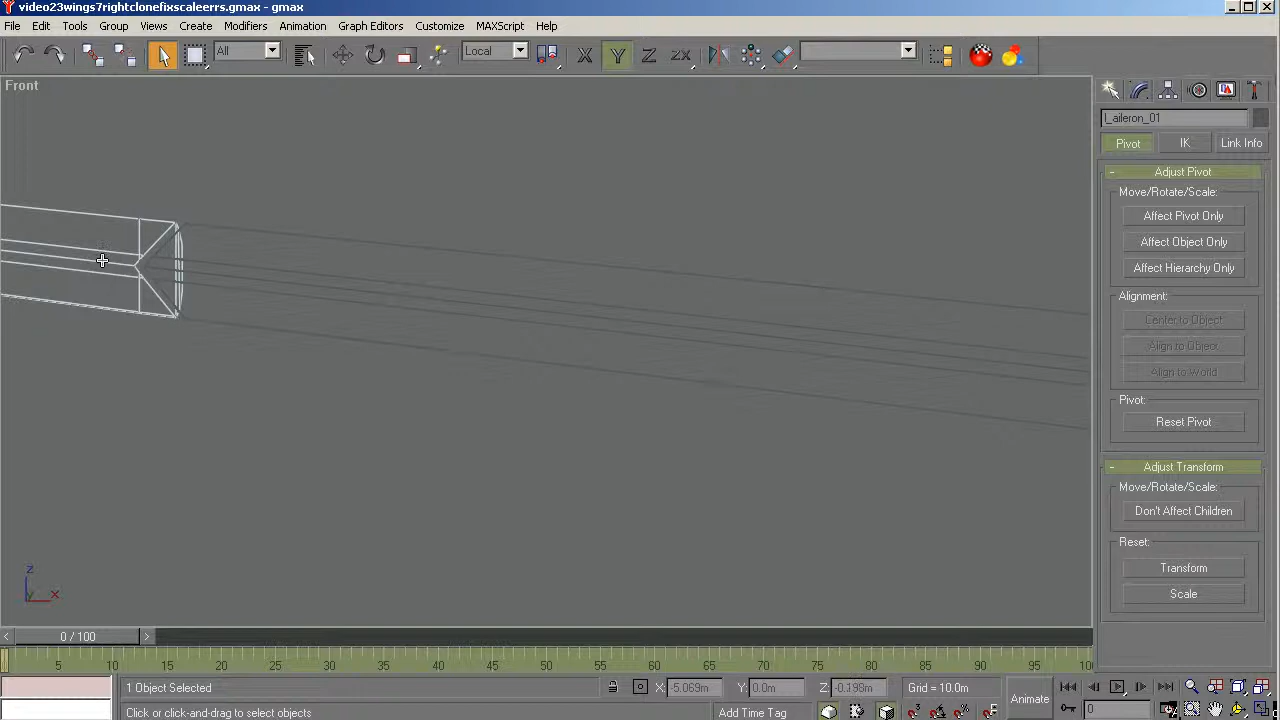 video23wings7rightclonefixscaleerrs.gmax - gmax
File Edit Tools Group Views Create Modifiers Animation Graph Editors Customize MAXScript Help
All Local X Y Z ZX
Front
l_aileron_01
Pivot IK Link Info
- Adjust Pivot
Move/Rotate/Scale:
Affect Pivot Only
Affect Object Only
Affect Hierarchy Only
Alignment:
Center to Object
Align to Object
Align to World
Pivot:
Reset Pivot
- Adjust Transform
Move/Rotate/Scale:
Don't Affect Children
Reset:
Transform
Scale
z
y x
< 0 / 100 >
5 10 15 20 25 30 35 40 45 50 55 60 65 70 75 80 85 90 95 100
1 Object Selected X: -5.069m Y: 0.0m Z: -0.198m Grid = 10.0m Animate
Click or click-and-drag to select objects Add Time Tag 0